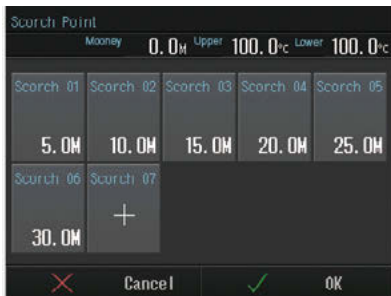 Scorch Point
Mooney 0.0M Upper 100.0°c Lower 100.0°c
Scorch 01 Scorch 02 Scorch 03 Scorch 04 Scorch 05
5.0M 10.0M 15.0M 20.0M 25.0M
Scorch 06 Scorch 07
30.0M +
Cancel OK